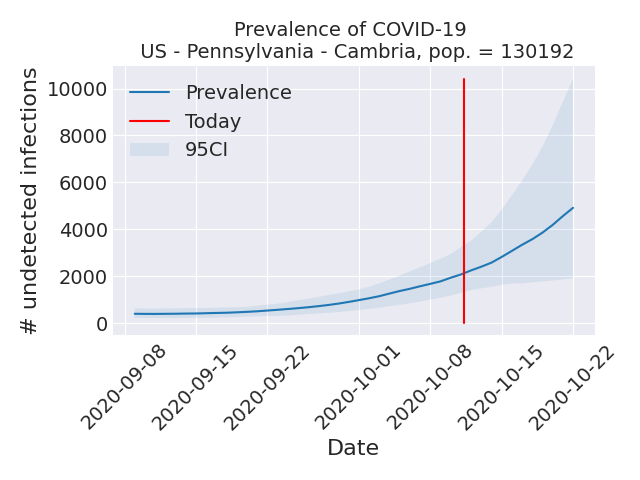 Prevalence of COVID-19
US - Pennsylvania - Cambria, pop. = 130192
# undetected infections
10000
8000
6000
4000
2000
0
Prevalence
Today
95CI
2020-09-08
2020-09-15
2020-09-22
2020-10-01
2020-10-08
2020-10-15
2020-10-22
Date